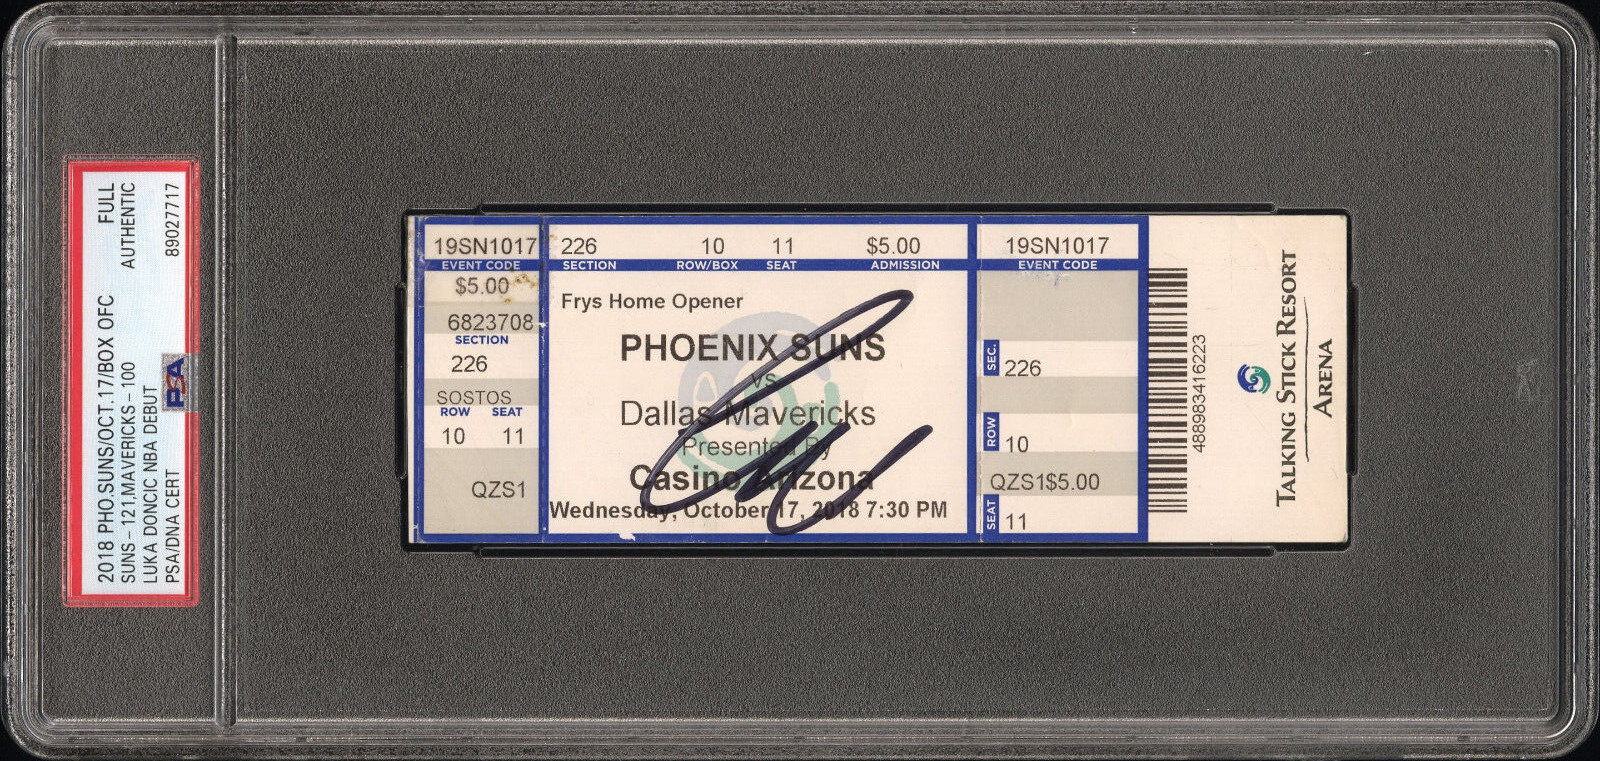 2018 PHO.SUNS/OCT.17/BOX OFC FULL
SUNS - 121,MAVERICKS - 100 AUTHENTIC
LUKA DONCIC NBA DEBUT
PSA/DNA CERT 89027717
PSA
19SN1017
EVENT CODE
$5.00
6823708
SECTION
226
SOSTOS
ROW SEAT
10 11
QZS1
226 10 11 $5.00
SECTION ROW/BOX SEAT ADMISSION
Frys Home Opener
PHOENIX SUNS
vs
Dallas Mavericks
Presented By
Casino Arizona
Wednesday, October 17, 2018 7:30 PM
19SN1017
EVENT CODE
SEC. 226
ROW 10
QZS1$5.00
SEAT 11
488983416223
TALKING STICK RESORT
ARENA